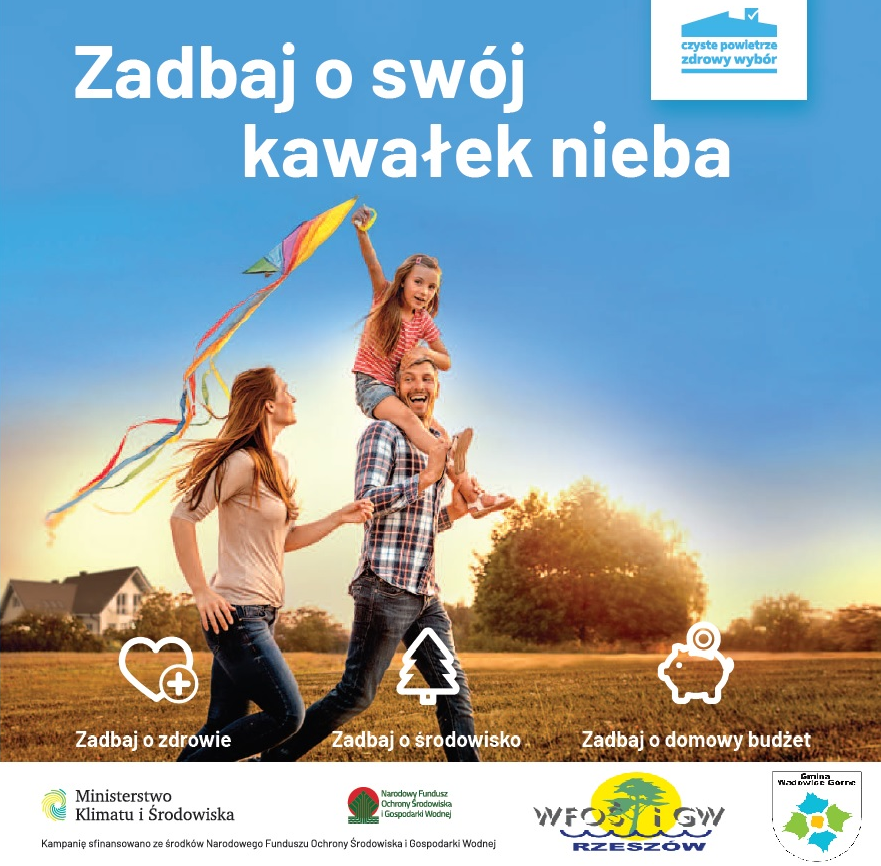 Zadbaj o swój
kawałek nieba
czyste powietrze
zdrowy wybór
Zadbaj o zdrowie
Zadbaj o środowisko
Zadbaj o domowy budżet
Ministerstwo
Klimatu i Środowiska
Narodowy Fundusz
Ochrony Środowiska
i Gospodarki Wodnej
WFOŚ i GW
RZESZÓW
Gmina
Wadowice Górne
Kampanię sfinansowano ze środków Narodowego Funduszu Ochrony Środowiska i Gospodarki Wodnej